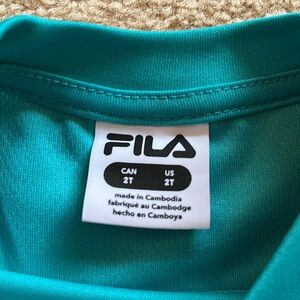 FILA
CAN US
2T 2T
made in Cambodia
fabriqué au Cambodge
hecho en Camboya